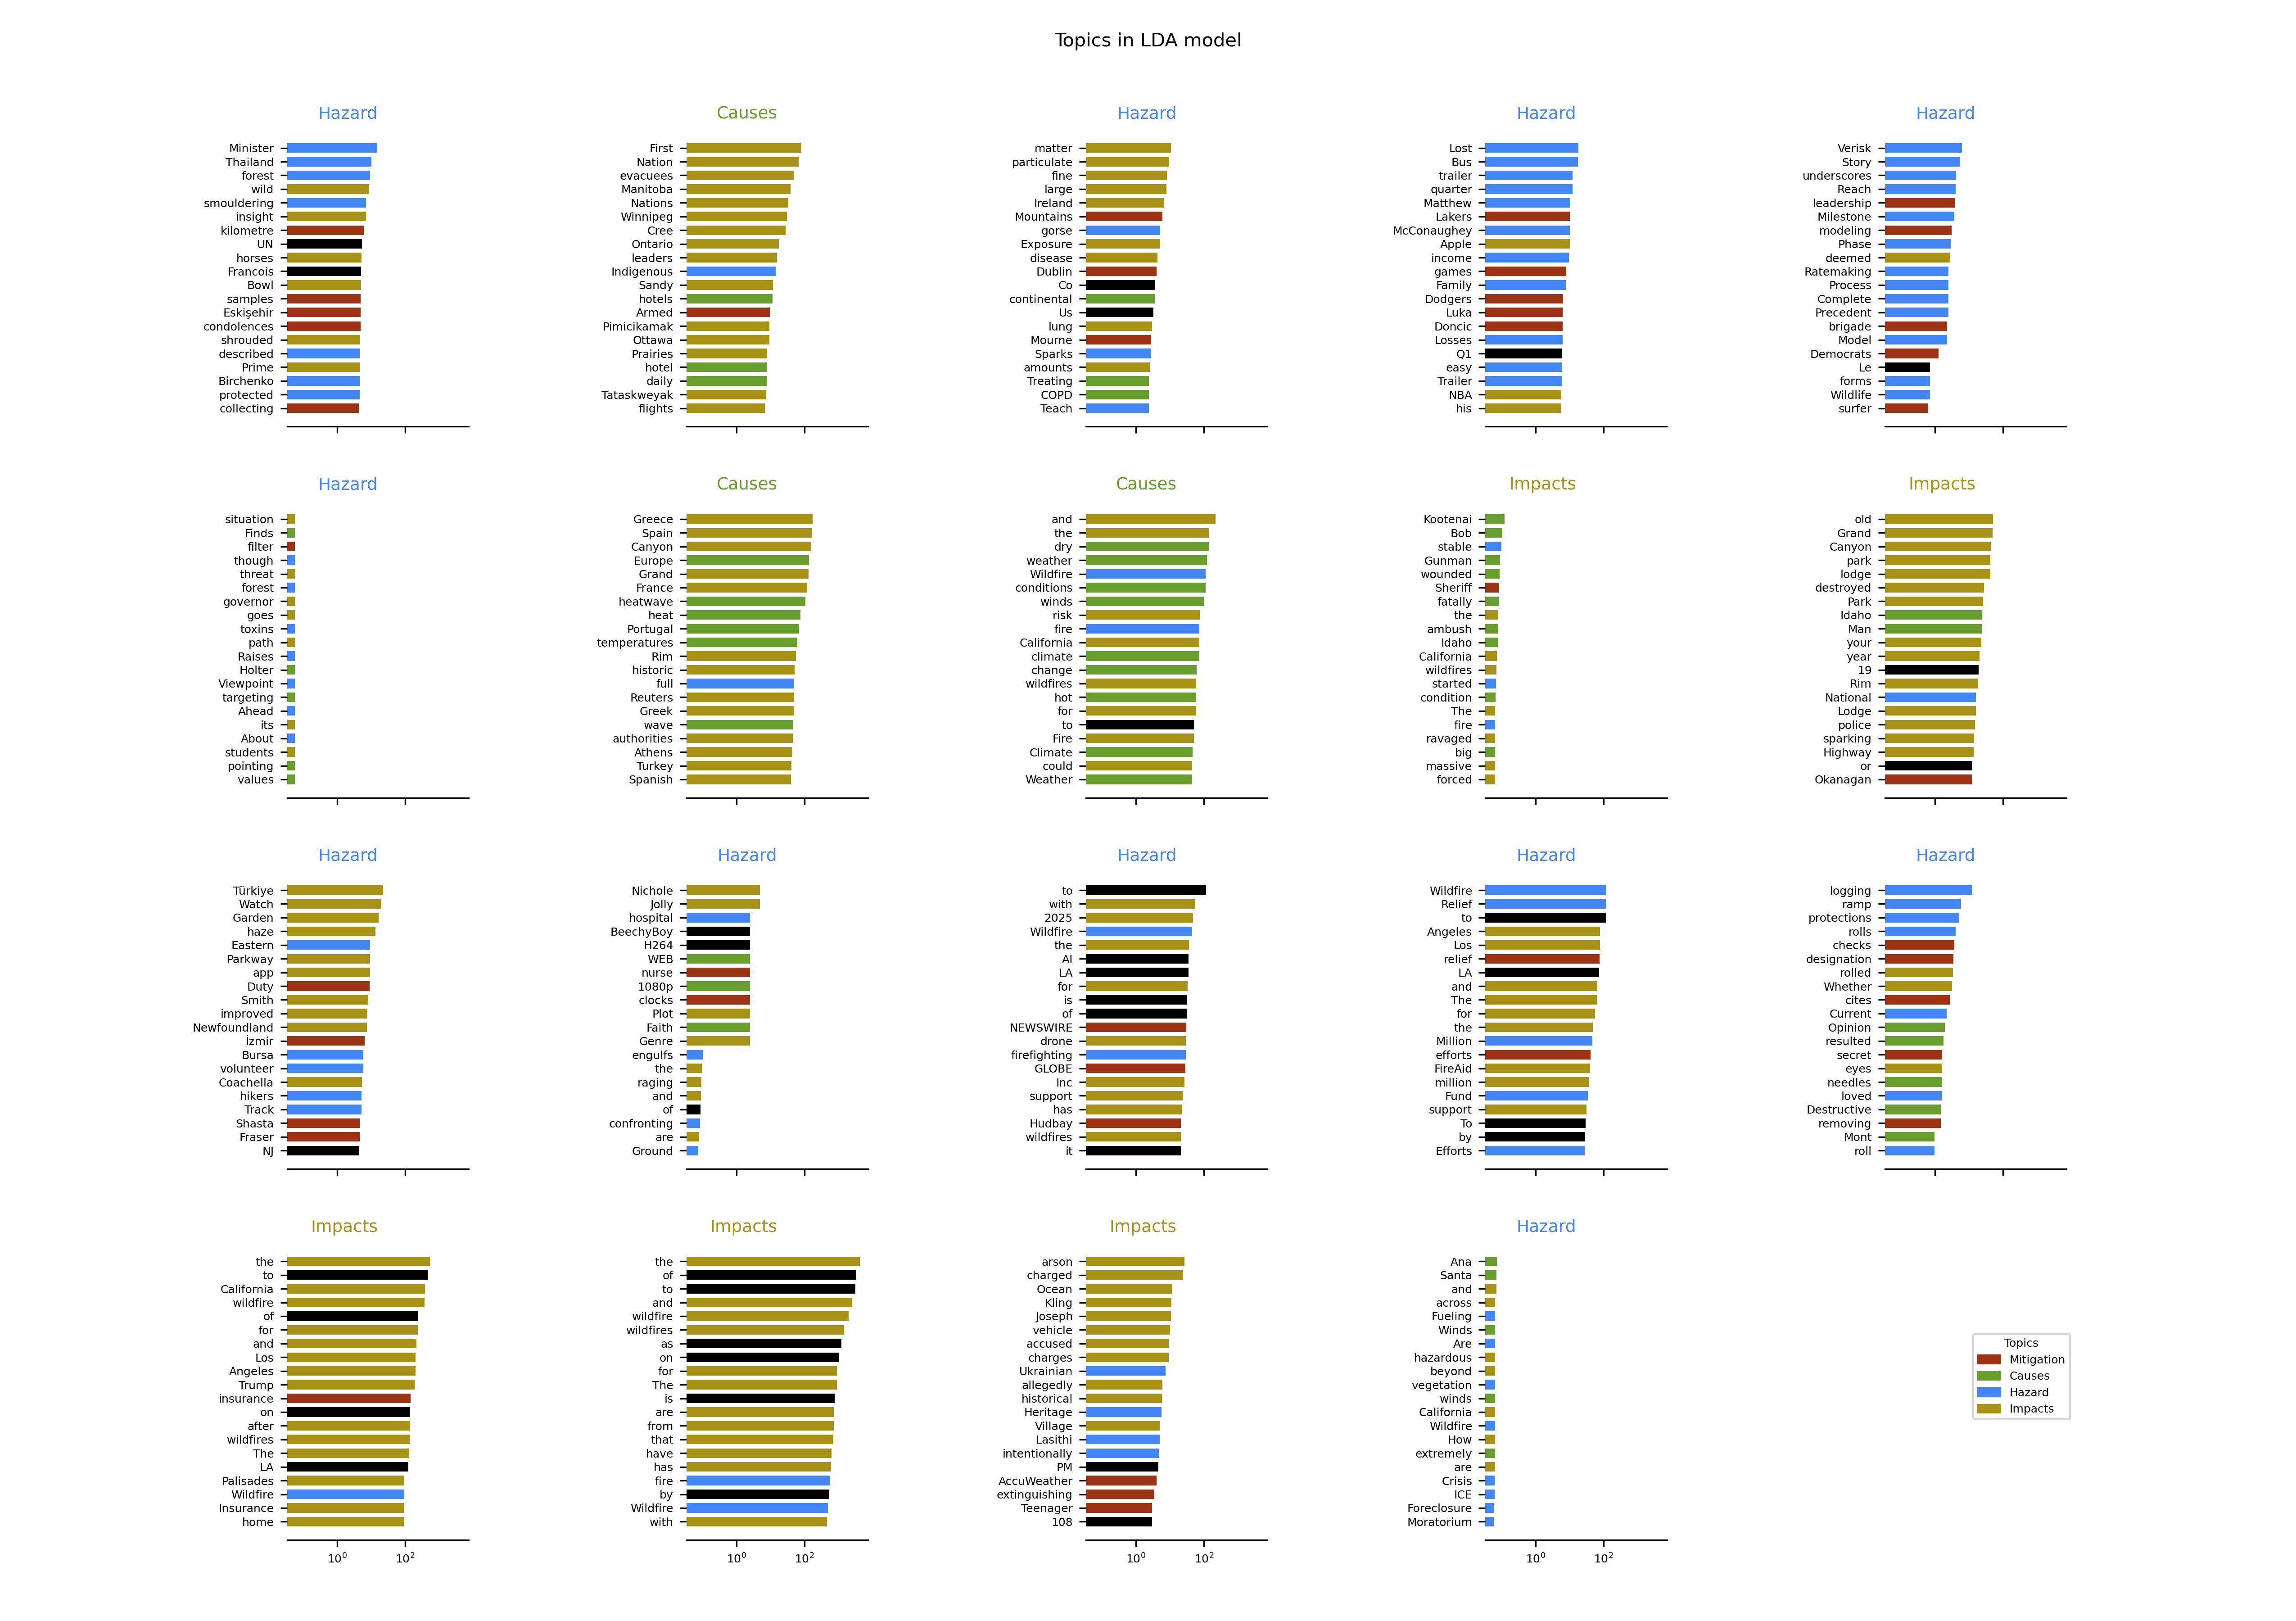 Topics in LDA model
Hazard
Minister
Thailand
forest
wild
smouldering
insight
kilometre
UN
horses
Francois
Bowl
samples
Eskişehir
condolences
shrouded
described
Prime
Birchenko
protected
collecting
Causes
First
Nation
evacuees
Manitoba
Nations
Winnipeg
Cree
Ontario
leaders
Indigenous
Sandy
hotels
Armed
Pimicikamak
Ottawa
Prairies
hotel
daily
Tataskweyak
flights
Hazard
matter
particulate
fine
large
Ireland
Mountains
gorse
Exposure
disease
Dublin
Co
continental
Us
lung
Mourne
Sparks
amounts
Treating
COPD
Teach
Hazard
Lost
Bus
trailer
quarter
Matthew
Lakers
McConaughey
Apple
income
games
Family
Dodgers
Luka
Doncic
Losses
Q1
easy
Trailer
NBA
his
Hazard
Verisk
Story
underscores
Reach
leadership
Milestone
modeling
Phase
deemed
Ratemaking
Process
Complete
Precedent
brigade
Model
Democrats
Le
forms
Wildlife
surfer
Hazard
situation
Finds
filter
though
threat
forest
governor
goes
toxins
path
Raises
Holter
Viewpoint
targeting
Ahead
its
About
students
pointing
values
Causes
Greece
Spain
Canyon
Europe
Grand
France
heatwave
heat
Portugal
temperatures
Rim
historic
full
Reuters
Greek
wave
authorities
Athens
Turkey
Spanish
Causes
and
the
dry
weather
Wildfire
conditions
winds
risk
fire
California
climate
change
wildfires
hot
for
to
Fire
Climate
could
Weather
Impacts
Kootenai
Bob
stable
Gunman
wounded
Sheriff
fatally
the
ambush
Idaho
California
wildfires
started
condition
The
fire
ravaged
big
massive
forced
Impacts
old
Grand
Canyon
park
lodge
destroyed
Park
Idaho
Man
your
year
19
Rim
National
Lodge
police
sparking
Highway
or
Okanagan
Hazard
Türkiye
Watch
Garden
haze
Eastern
Parkway
app
Duty
Smith
improved
Newfoundland
İzmir
Bursa
volunteer
Coachella
hikers
Track
Shasta
Fraser
NJ
Hazard
Nichole
Jolly
hospital
BeechyBoy
H264
WEB
nurse
1080p
clocks
Plot
Faith
Genre
engulfs
the
raging
and
of
confronting
are
Ground
Hazard
to
with
2025
Wildfire
the
AI
LA
for
is
of
NEWSWIRE
drone
firefighting
GLOBE
Inc
support
has
Hudbay
wildfires
it
Hazard
Wildfire
Relief
to
Angeles
Los
relief
LA
and
The
for
the
Million
efforts
FireAid
million
Fund
support
To
by
Efforts
Hazard
logging
ramp
protections
rolls
checks
designation
rolled
Whether
cites
Current
Opinion
resulted
secret
eyes
needles
loved
Destructive
removing
Mont
roll
Impacts
the
to
California
wildfire
of
for
and
Los
Angeles
Trump
insurance
on
after
wildfires
The
LA
Palisades
Wildfire
Insurance
home
10⁰ 10²
Impacts
the
of
to
and
wildfire
wildfires
as
on
for
The
is
are
from
that
have
has
fire
by
Wildfire
with
10⁰ 10²
Impacts
arson
charged
Ocean
Kling
Joseph
vehicle
accused
charges
Ukrainian
allegedly
historical
Heritage
Village
Lasithi
intentionally
PM
AccuWeather
extinguishing
Teenager
108
10⁰ 10²
Hazard
Ana
Santa
and
across
Fueling
Winds
Are
hazardous
beyond
vegetation
winds
California
Wildfire
How
extremely
are
Crisis
ICE
Foreclosure
Moratorium
10⁰ 10²
Topics
Mitigation
Causes
Hazard
Impacts